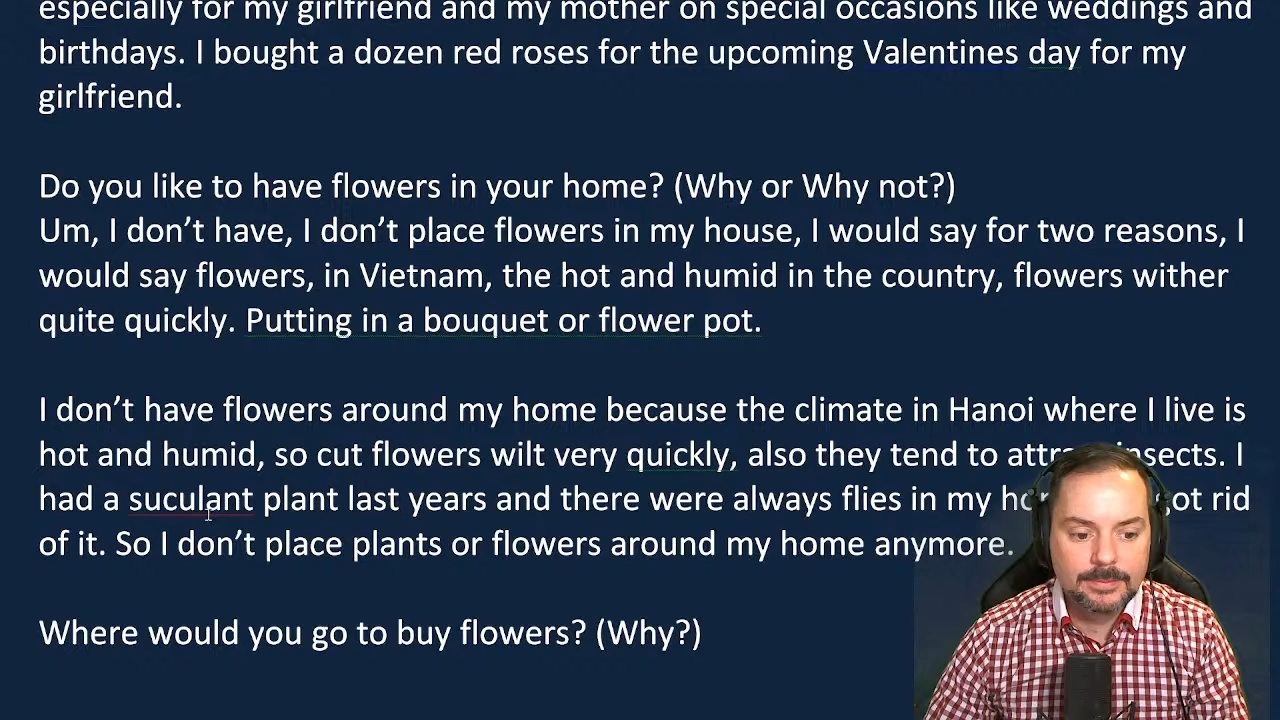 especially for my girlfriend and my mother on special occasions like weddings and
birthdays. I bought a dozen red roses for the upcoming Valentines day for my
girlfriend.
Do you like to have flowers in your home? (Why or Why not?)
Um, I don’t have, I don’t place flowers in my house, I would say for two reasons, I
would say flowers, in Vietnam, the hot and humid in the country, flowers wither
quite quickly. Putting in a bouquet or flower pot.
I don’t have flowers around my home because the climate in Hanoi where I live is
hot and humid, so cut flowers wilt very quickly, also they tend to insects. I
had a suculant plant last years and there were always flies in my got rid
of it. So I don’t place plants or flowers around my home anymore.
Where would you go to buy flowers? (Why?)